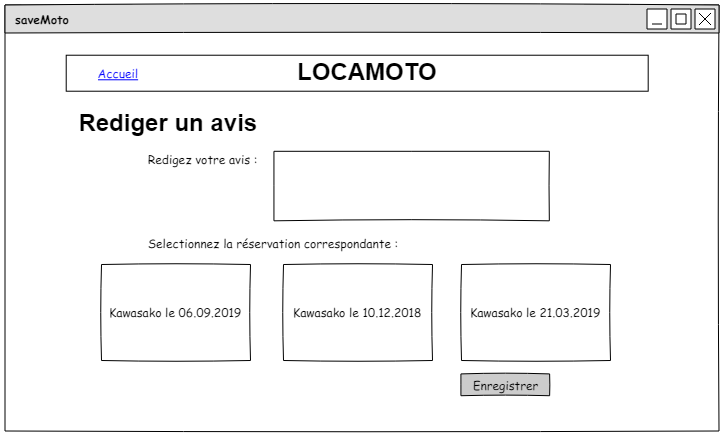 saveMoto
Accueil
LOCAMOTO
Rediger un avis
Redigez votre avis :
Selectionnez la réservation correspondante :
Kawasako le 06.09.2019
Kawasako le 10.12.2018
Kawasako le 21.03.2019
Enregistrer